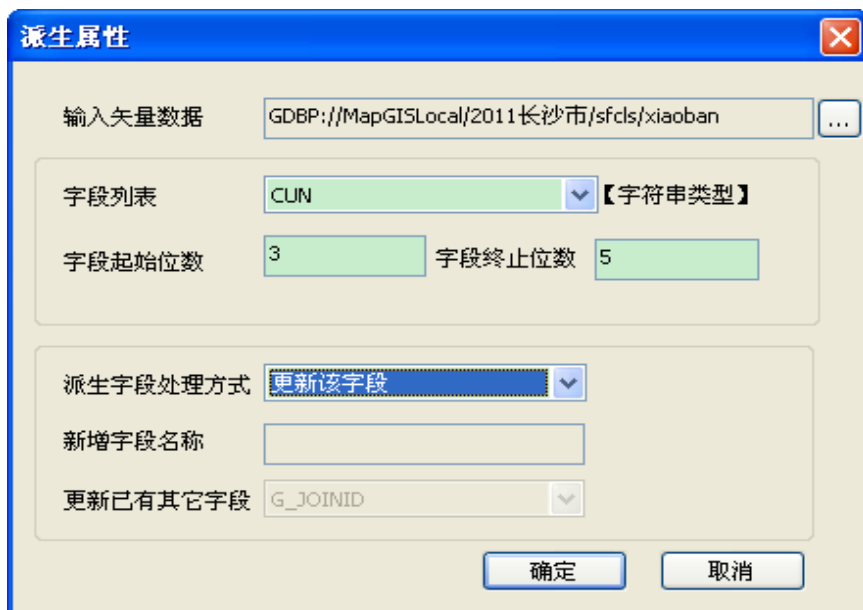 派生属性
输入矢量数据 GDBP://MapGISLocal/2011长沙市/sfcls/xiaoban ...
字段列表 CUN 【字符串类型】
字段起始位数 3 字段终止位数 5
派生字段处理方式 更新该字段
新增字段名称
更新已有其它字段 G_JOINID
确定 取消